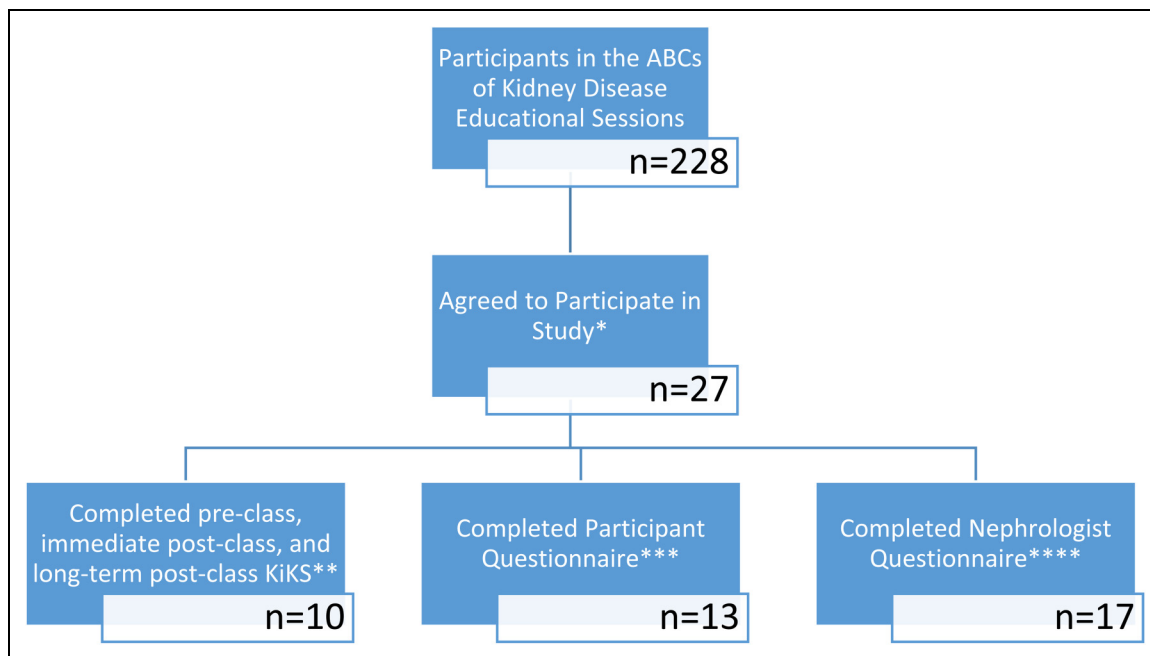 Participants in the ABCs
of Kidney Disease
Educational Sessions
n=228
Agreed to Participate in
Study*
n=27
Completed pre-class,
immediate post-class, and
long-term post-class KiKS**
n=10
Completed Participant
Questionnaire***
n=13
Completed Nephrologist
Questionnaire****
n=17